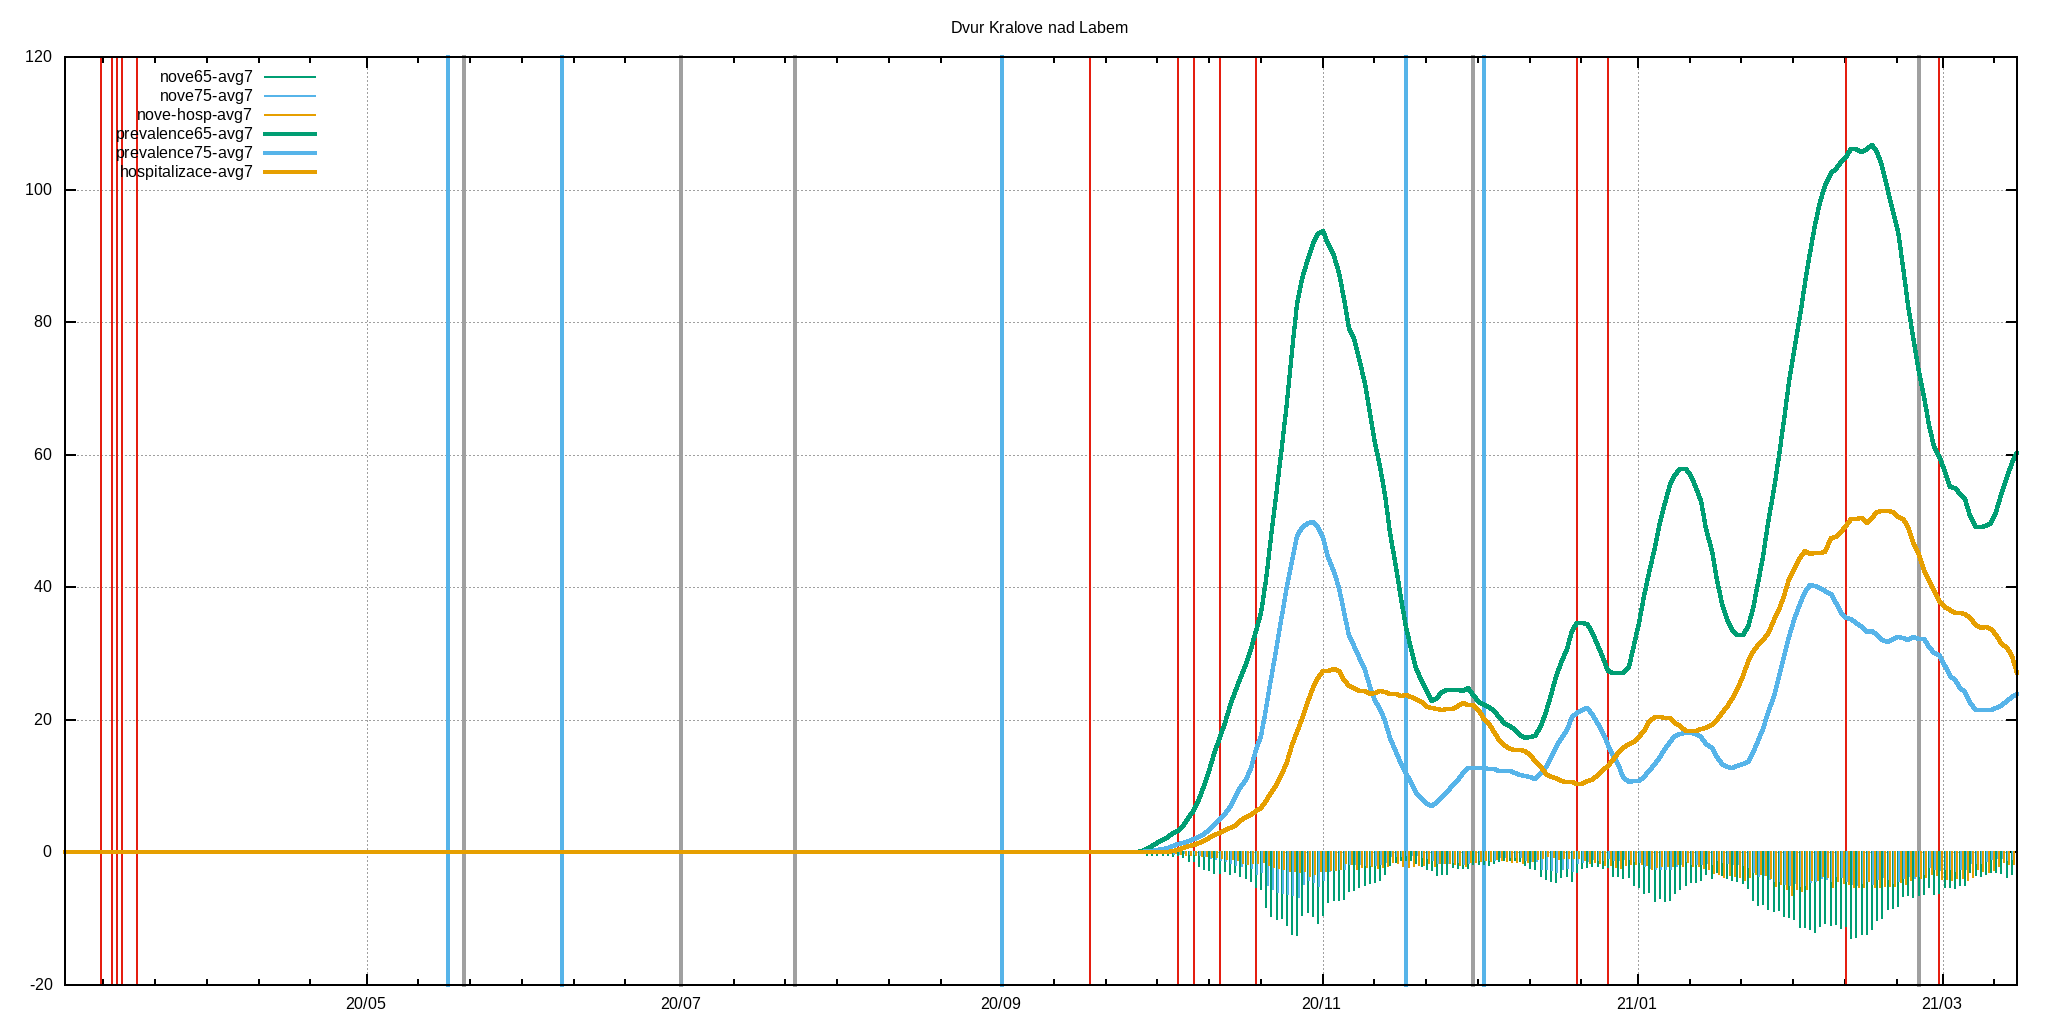 Dvur Kralove nad Labem
120
100
80
60
40
20
0
-20
nove65-avg7
nove75-avg7
nove-hosp-avg7
prevalence65-avg7
prevalence75-avg7
hospitalizace-avg7
20/05 20/07 20/09 20/11 21/01 21/03